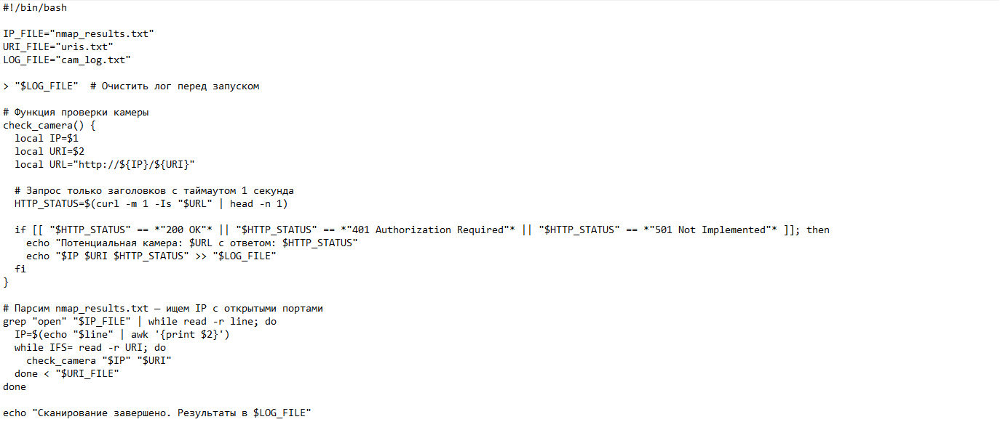 #!/bin/bash

IP_FILE="nmap_results.txt"
URI_FILE="uris.txt"
LOG_FILE="cam_log.txt"

> "$LOG_FILE"  # Очистить лог перед запуском

# Функция проверки камеры
check_camera() {
  local IP=$1
  local URI=$2
  local URL="http://${IP}/${URI}"

  # Запрос только заголовков с таймаутом 1 секунда
  HTTP_STATUS=$(curl -m 1 -Is "$URL" | head -n 1)

  if [[ "$HTTP_STATUS" == *"200 OK"* || "$HTTP_STATUS" == *"401 Authorization Required"* || "$HTTP_STATUS" == *"501 Not Implemented"* ]]; then
    echo "Потенциальная камера: $URL с ответом: $HTTP_STATUS"
    echo "$IP $URI $HTTP_STATUS" >> "$LOG_FILE"
  fi
}

# Парсим nmap_results.txt — ищем IP с открытыми портами
grep "open" "$IP_FILE" | while read -r line; do
  IP=$(echo "$line" | awk '{print $2}')
  while IFS= read -r URI; do
    check_camera "$IP" "$URI"
  done < "$URI_FILE"
done

echo "Сканирование завершено. Результаты в $LOG_FILE"